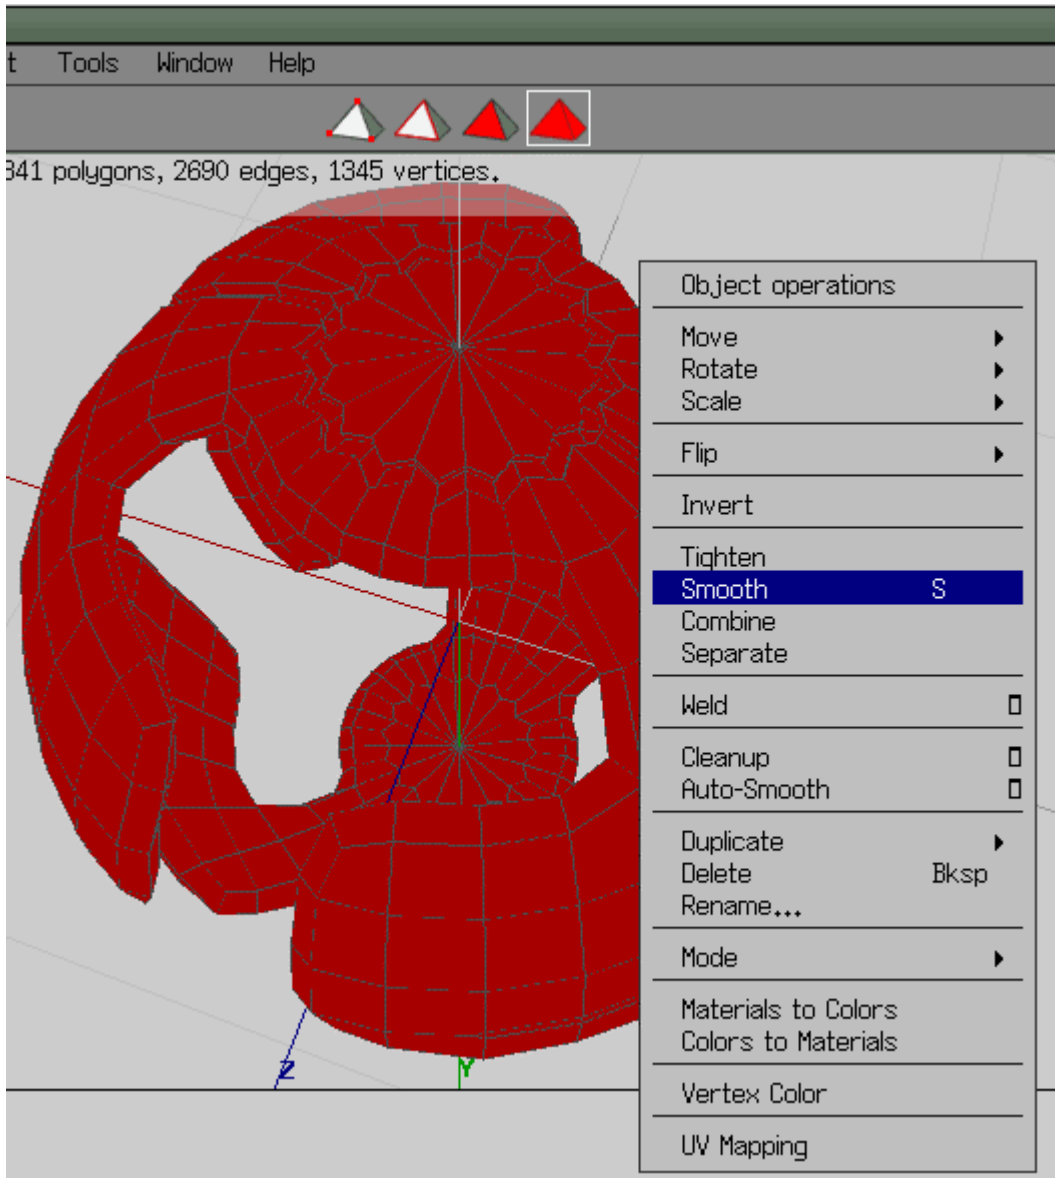 t Tools Window Help
341 polygons, 2690 edges, 1345 vertices.
Object operations
Move
Rotate
Scale
Flip
Invert
Tighten
Smooth S
Combine
Separate
Weld
Cleanup
Auto-Smooth
Duplicate
Delete Bksp
Rename...
Mode
Materials to Colors
Colors to Materials
Vertex Color
UV Mapping
Z
Y